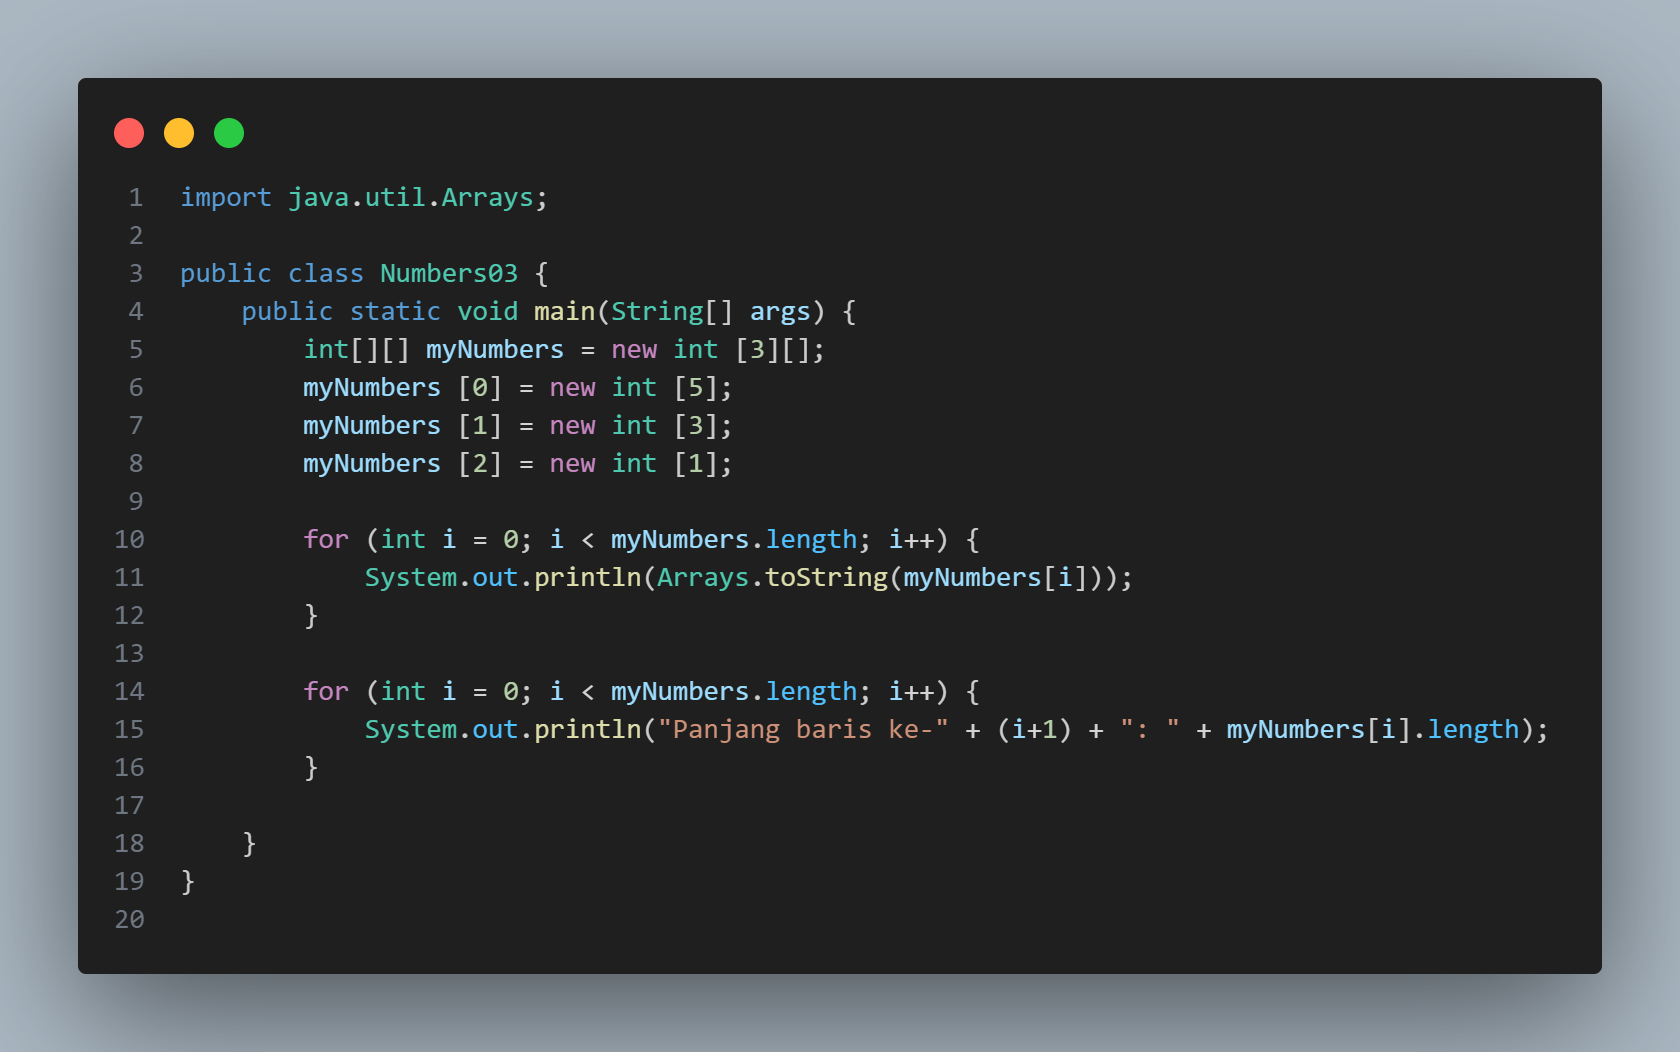 1 import java.util.Arrays;
2
3 public class Numbers03 {
4     public static void main(String[] args) {
5         int[][] myNumbers = new int [3][];
6         myNumbers [0] = new int [5];
7         myNumbers [1] = new int [3];
8         myNumbers [2] = new int [1];
9
10         for (int i = 0; i < myNumbers.length; i++) {
11             System.out.println(Arrays.toString(myNumbers[i]));
12         }
13
14         for (int i = 0; i < myNumbers.length; i++) {
15             System.out.println("Panjang baris ke-" + (i+1) + ": " + myNumbers[i].length);
16         }
17
18     }
19 }
20